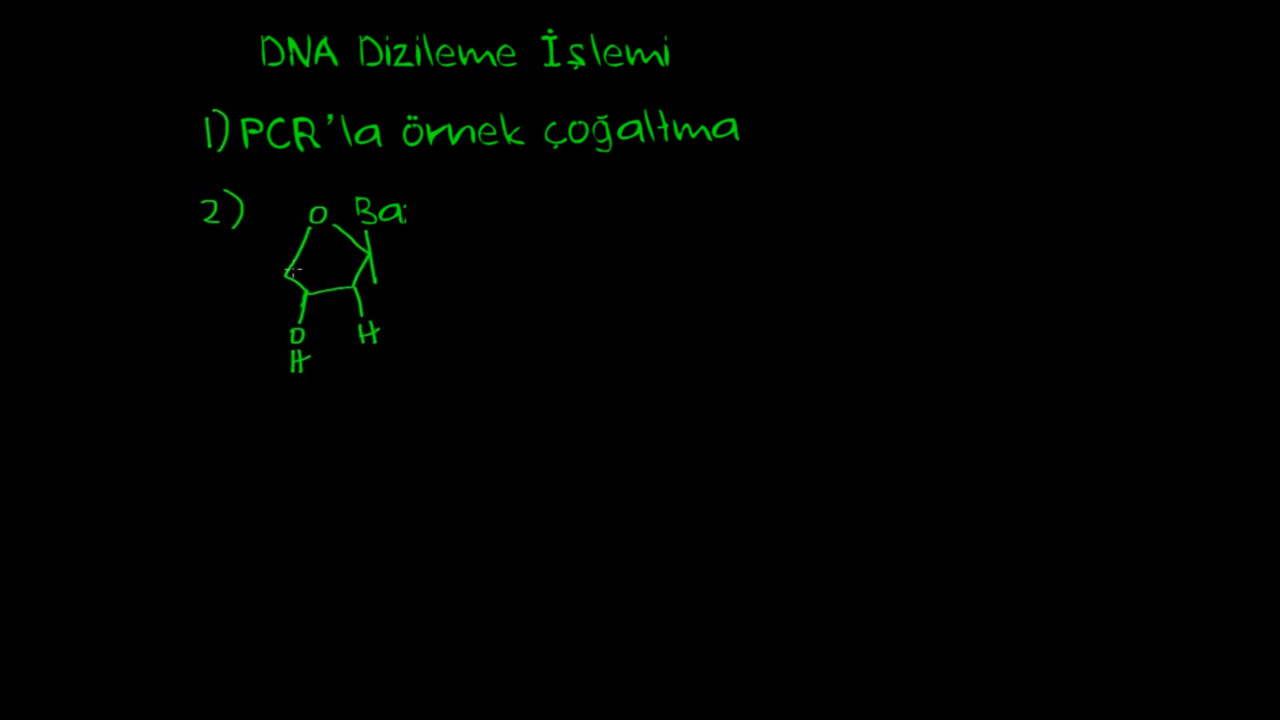 DNA Dizileme İşlemi
1) PCR'la örnek çoğaltma
2)
O Ba
O H
H